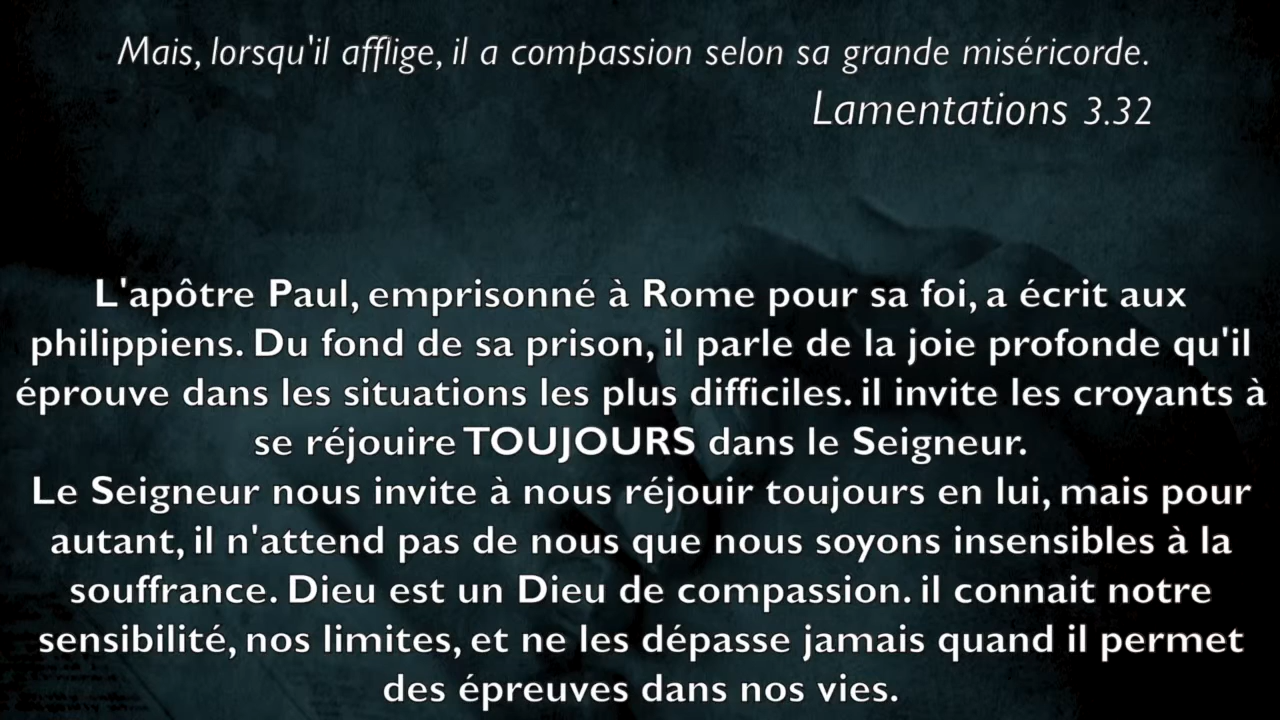 Mais, lorsqu'il afflige, il a compassion selon sa grande miséricorde.
Lamentations 3.32
L'apôtre Paul, emprisonné à Rome pour sa foi, a écrit aux
philippiens. Du fond de sa prison, il parle de la joie profonde qu'il
éprouve dans les situations les plus difficiles. il invite les croyants à
se réjouire TOUJOURS dans le Seigneur.
Le Seigneur nous invite à nous réjouir toujours en lui, mais pour
autant, il n'attend pas de nous que nous soyons insensibles à la
souffrance. Dieu est un Dieu de compassion. il connait notre
sensibilité, nos limites, et ne les dépasse jamais quand il permet
des épreuves dans nos vies.